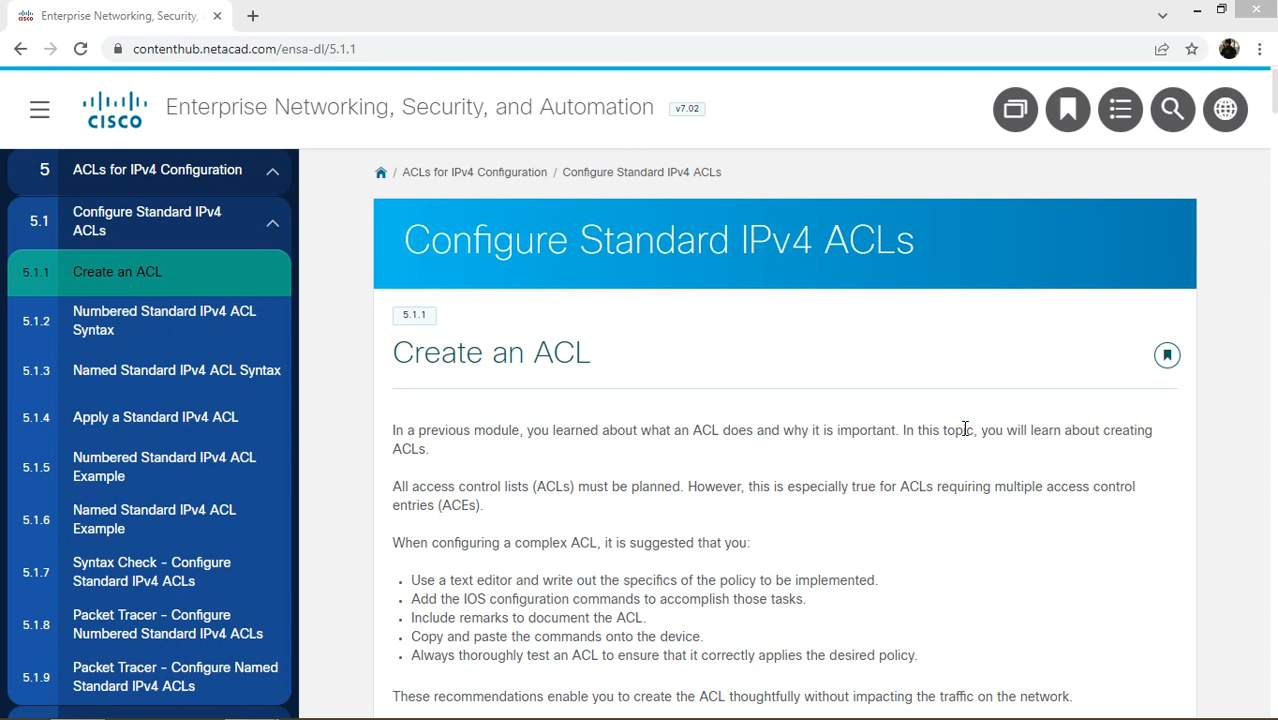 Enterprise Networking, Security,
contenthub.netacad.com/ensa-dl/5.1.1
CISCO
Enterprise Networking, Security, and Automation
v7.02
5 ACLs for IPv4 Configuration
5.1 Configure Standard IPv4
ACLs
5.1.1 Create an ACL
5.1.2 Numbered Standard IPv4 ACL
Syntax
5.1.3 Named Standard IPv4 ACL Syntax
5.1.4 Apply a Standard IPv4 ACL
5.1.5 Numbered Standard IPv4 ACL
Example
5.1.6 Named Standard IPv4 ACL
Example
5.1.7 Syntax Check - Configure
Standard IPv4 ACLs
5.1.8 Packet Tracer - Configure
Numbered Standard IPv4 ACLs
5.1.9 Packet Tracer - Configure Named
Standard IPv4 ACLs
/ ACLs for IPv4 Configuration / Configure Standard IPv4 ACLs
Configure Standard IPv4 ACLs
5.1.1
Create an ACL
In a previous module, you learned about what an ACL does and why it is important. In this topic, you will learn about creating
ACLs.
All access control lists (ACLs) must be planned. However, this is especially true for ACLs requiring multiple access control
entries (ACEs).
When configuring a complex ACL, it is suggested that you:
• Use a text editor and write out the specifics of the policy to be implemented.
• Add the IOS configuration commands to accomplish those tasks.
• Include remarks to document the ACL.
• Copy and paste the commands onto the device.
• Always thoroughly test an ACL to ensure that it correctly applies the desired policy.
These recommendations enable you to create the ACL thoughtfully without impacting the traffic on the network.